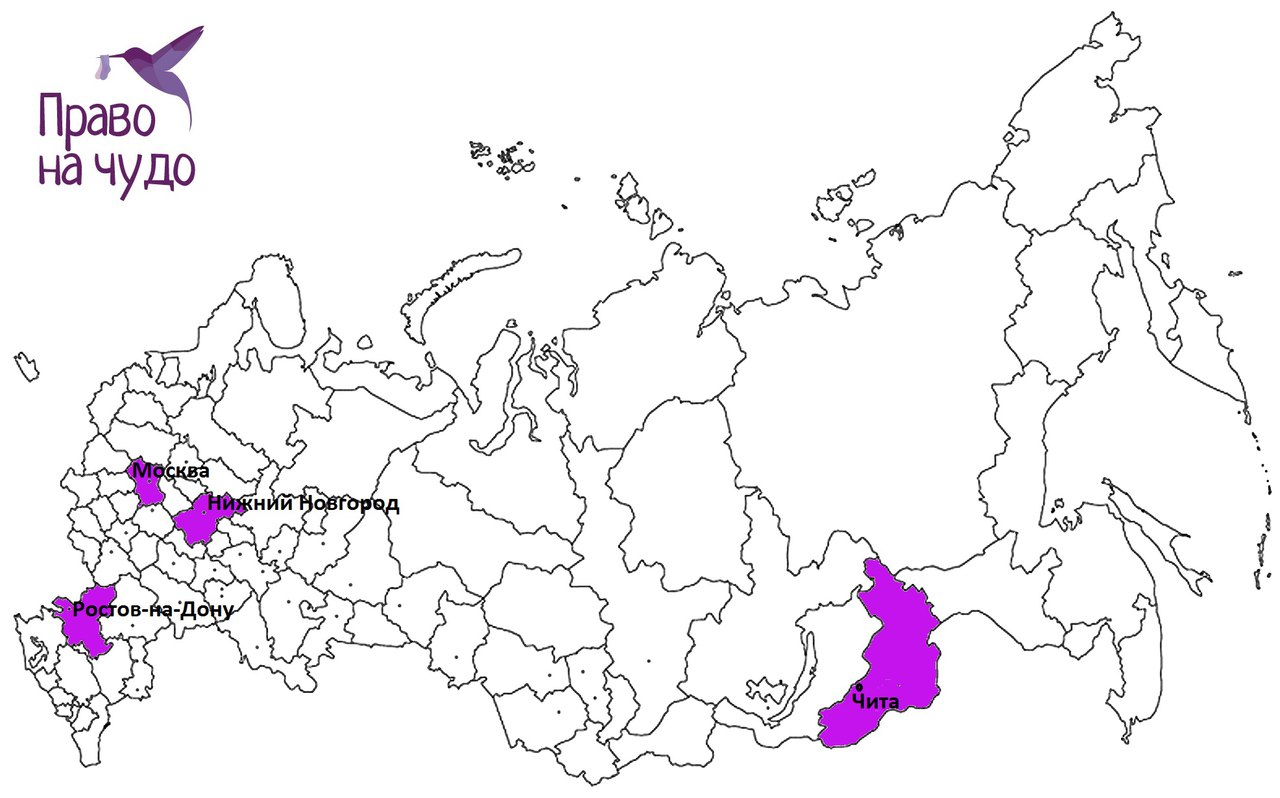 Право
на чудо
Москва
Нижний Новгород
Ростов-на-Дону
Чита